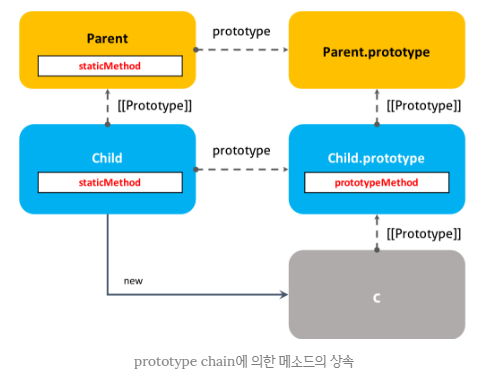 Parent
staticMethod
prototype
Parent.prototype
[[Prototype]]
[[Prototype]]
Child
staticMethod
prototype
Child.prototype
prototypeMethod
[[Prototype]]
new
C
prototype chain에 의한 메소드의 상속